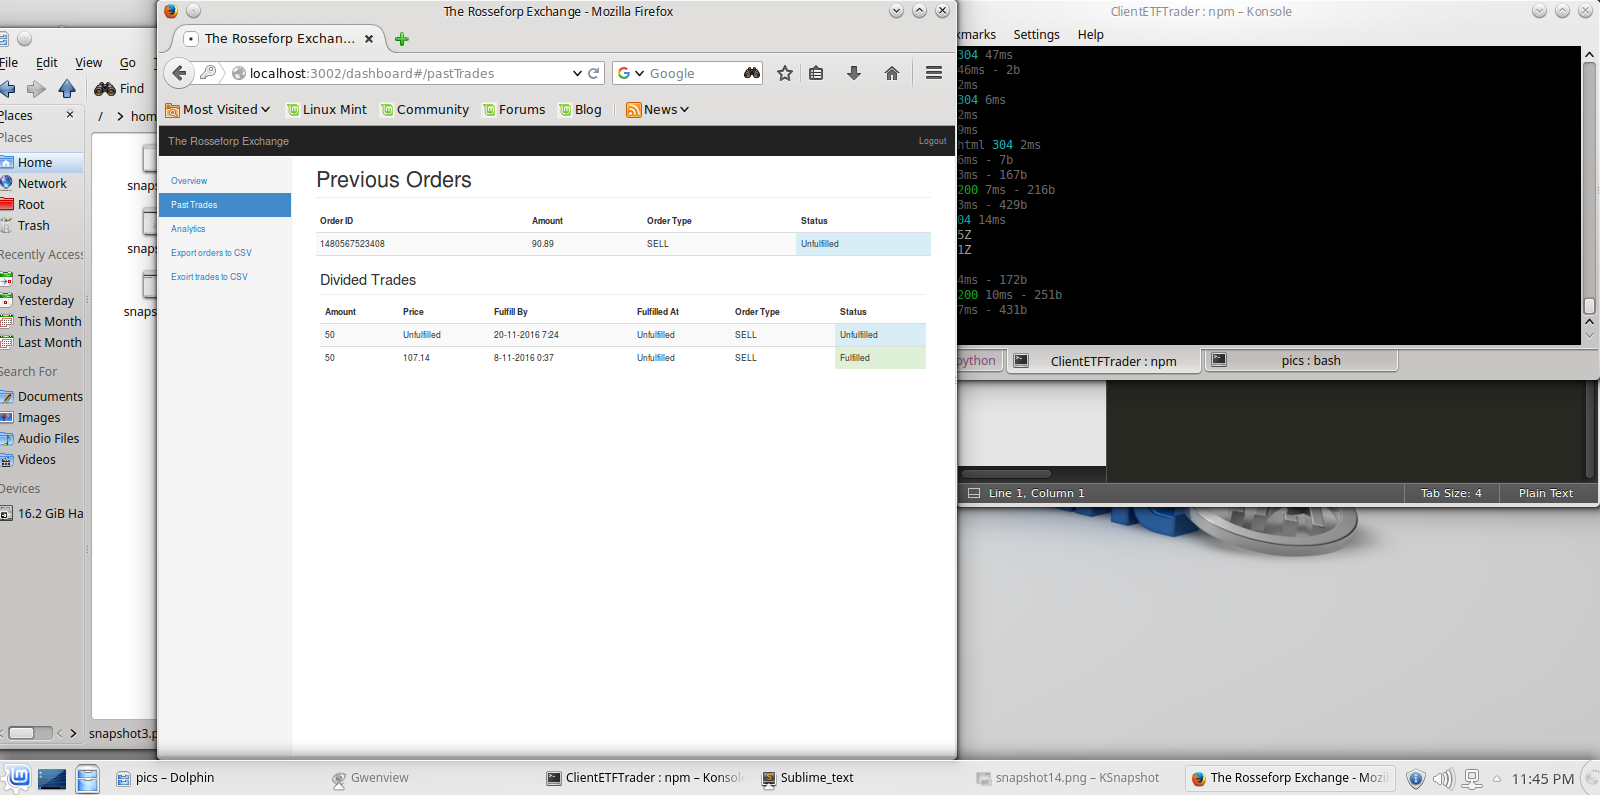 The Rosseforp Exchange - Mozilla Firefox
ClientETFTrader : npm – Konsole
The Rosseforp Exchan...
Settings Help
File Edit View Go
localhost:3002/dashboard#/pastTrades
Google
Find
Most Visited
Linux Mint
Community
Forums
Blog
News
Places
/ > hom
Places
Home
Network
Root
Trash
Recently Access
Today
Yesterday
This Month
Last Month
Search For
Documents
Images
Audio Files
Videos
Devices
16.2 GiB Ha
snaps
snaps
snaps
snapshot3.p
The Rosseforp Exchange
Logout
Overview
Past Trades
Analytics
Export orders to CSV
Exoirt trades to CSV
Previous Orders
Order ID Amount Order Type Status
1480567523408 90.89 SELL Unfulfilled
Divided Trades
Amount Price Fulfill By Fulfilled At Order Type Status
50 Unfulfilled 20-11-2016 7:24 Unfulfilled SELL Unfulfilled
50 107.14 8-11-2016 0:37 Unfulfilled SELL Fulfilled
304 47ms
46ms - 2b
2ms
304 6ms
2ms
9ms
html 304 2ms
6ms - 7b
3ms - 167b
200 7ms - 216b
3ms - 429b
04 14ms
5Z
1Z
4ms - 172b
200 10ms - 251b
7ms - 431b
python
ClientETFTrader : npm
pics : bash
Line 1, Column 1
Tab Size: 4
Plain Text
pics – Dolphin
Gwenview
ClientETFTrader : npm – Konsole
Sublime_text
snapshot14.png – KSnapshot
The Rosseforp Exchange - Mozil
11:45 PM